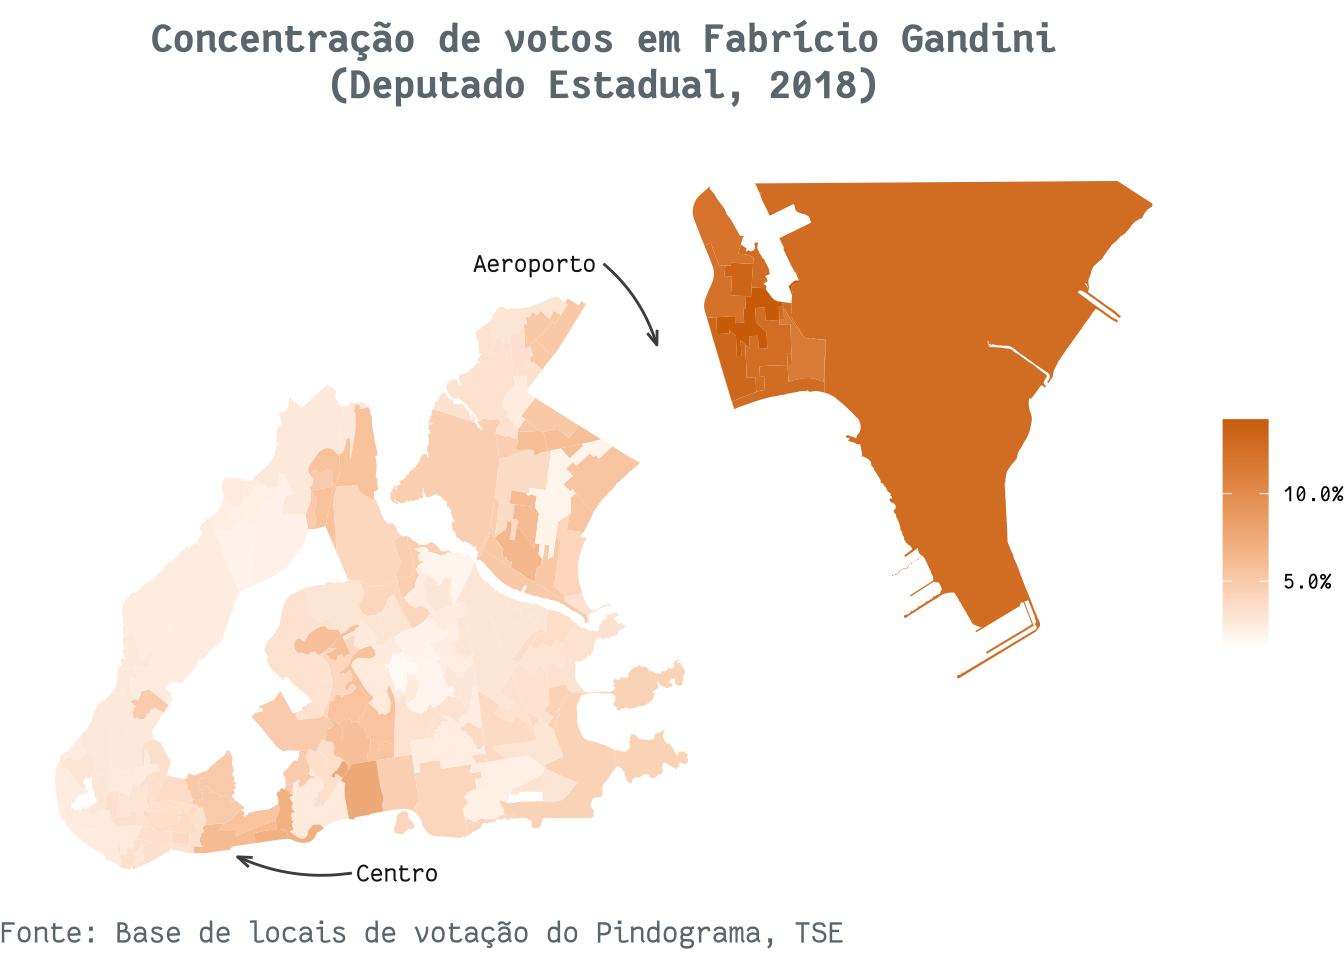 Concentração de votos em Fabrício Gandini
(Deputado Estadual, 2018)
Aeroporto
10.0%
5.0%
Centro
Fonte: Base de locais de votação do Pindograma, TSE